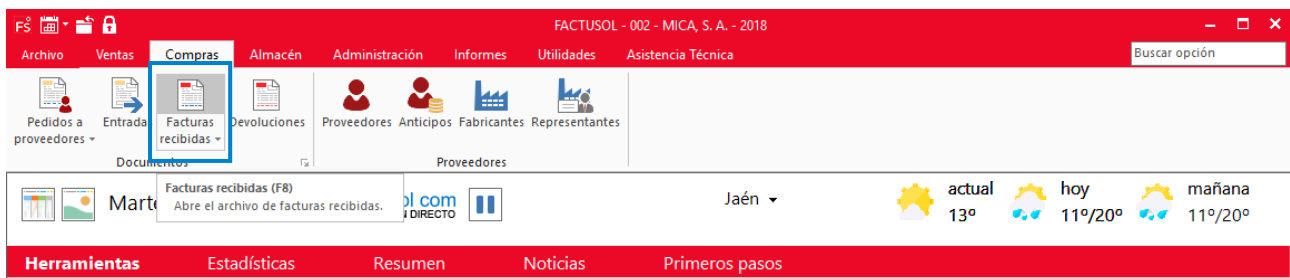 FS
FACTUSOL - 002 - MICA, S. A. - 2018
Archivo Ventas Compras Almacén Administración Informes Utilidades Asistencia Técnica
Buscar opción
Pedidos a proveedores
Entrada
Facturas recibidas
Devoluciones
Proveedores
Anticipos
Fabricantes
Representantes
Documentos
Proveedores
Facturas recibidas (F8)
Abre el archivo de facturas recibidas.
Marte
ol com
N DIRECTO
Jaén
actual
13º
hoy
11º/20º
mañana
11º/20º
Herramientas Estadísticas Resumen Noticias Primeros pasos